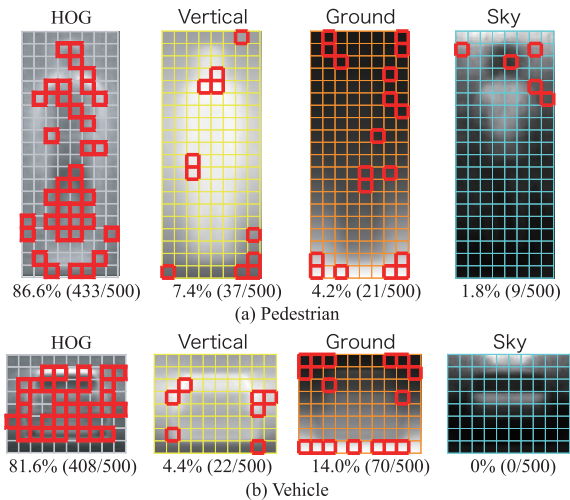 HOG Vertical Ground Sky
86.6% (433/500) 7.4% (37/500) 4.2% (21/500) 1.8% (9/500)
(a) Pedestrian
HOG Vertical Ground Sky
81.6% (408/500) 4.4% (22/500) 14.0% (70/500) 0% (0/500)
(b) Vehicle